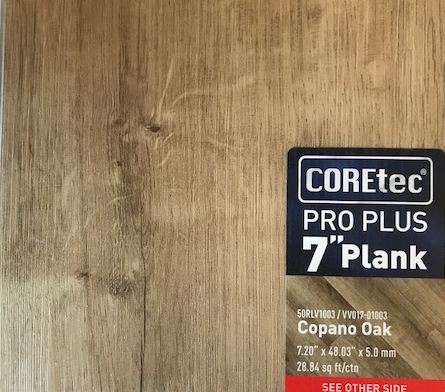 COREtec®
PRO PLUS
7" Plank
50RLV1003 / VV017-01003
Copano Oak
7.20" x 48.03" x 5.0 mm
28.84 sq ft/ctn
SEE OTHER SIDE